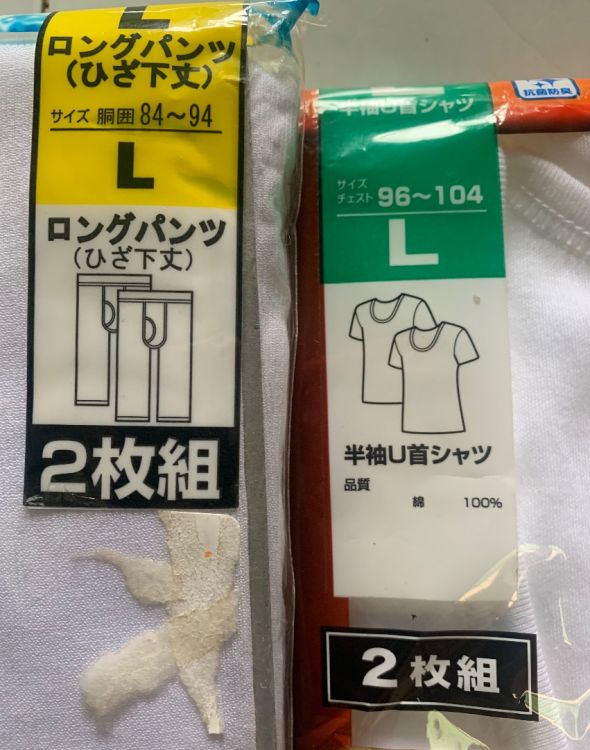 L
ロングパンツ
(ひざ下丈)
サイズ 胴囲 84〜94
L
ロングパンツ
(ひざ下丈)
2枚組
L
半袖U首シャツ
抗菌防臭
サイズ
チェスト 96〜104
L
半袖U首シャツ
品質
綿 100%
2枚組